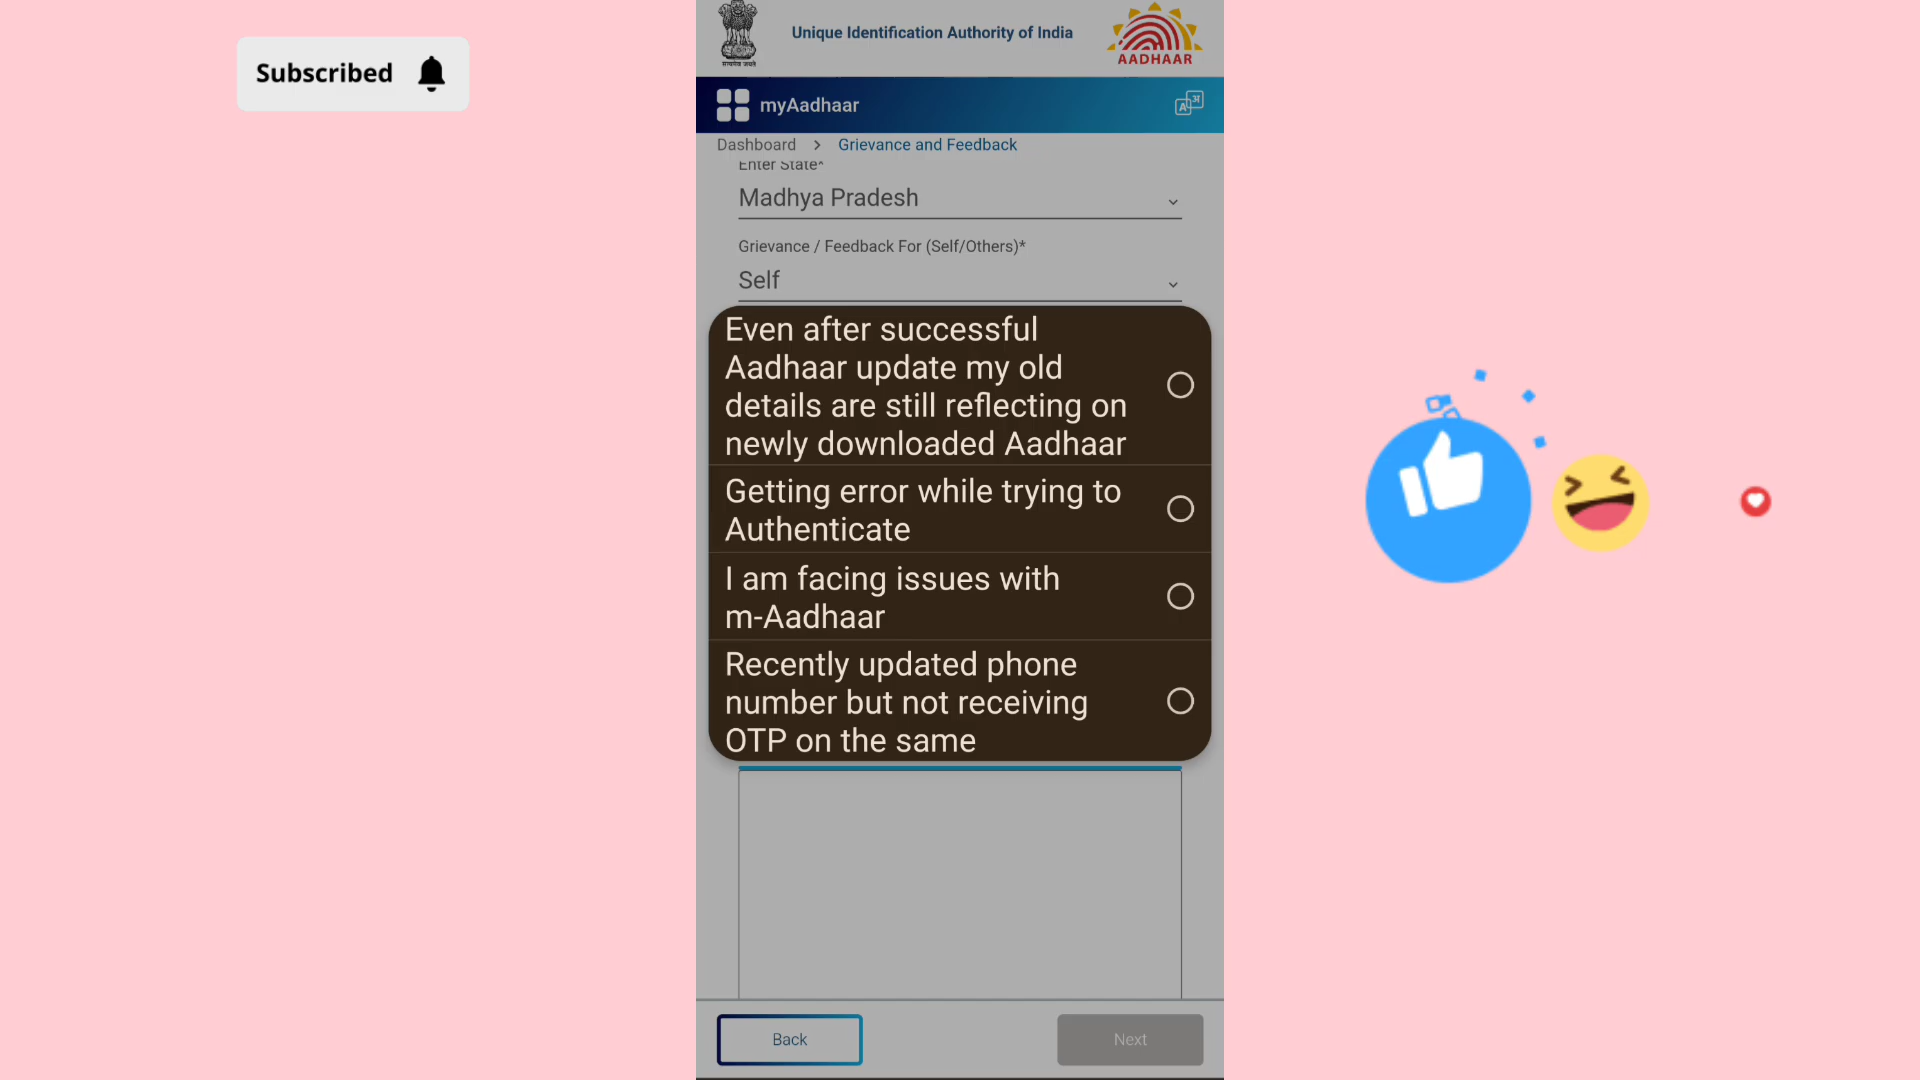 Subscribed
सत्यमेव जयते
Unique Identification Authority of India
AADHAAR
myAadhaar
Dashboard > Grievance and Feedback
Enter State*
Madhya Pradesh
Grievance / Feedback For (Self/Others)*
Self
Even after successful
Aadhaar update my old
details are still reflecting on
newly downloaded Aadhaar
Getting error while trying to
Authenticate
I am facing issues with
m-Aadhaar
Recently updated phone
number but not receiving
OTP on the same
Back
Next